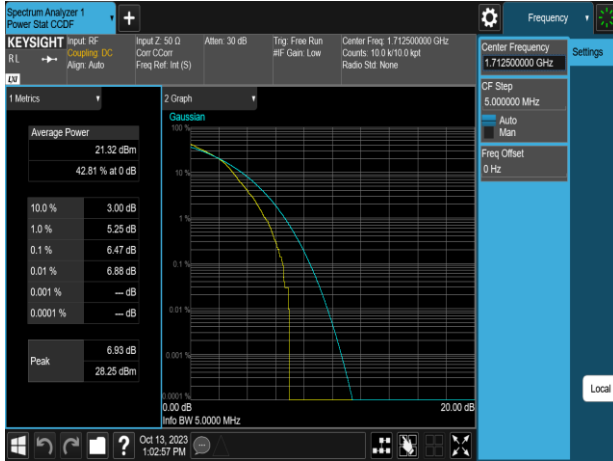 Spectrum Analyzer 1
Power Stat CCDF
Frequency
KEYSIGHT
RL
LXI
Input: RF
Coupling: DC
Align: Auto
Input Z: 50 Ω
Corr CCorr
Freq Ref: Int (S)
Atten: 30 dB
Trig: Free Run
#IF Gain: Low
Center Freq: 1.712500000 GHz
Counts: 10.0 k/10.0 kpt
Radio Std: None
Center Frequency
1.712500000 GHz
Settings
CF Step
5.000000 MHz
Auto
Man
Freq Offset
0 Hz
1 Metrics
Average Power
21.32 dBm
42.81 % at 0 dB
10.0 % 3.00 dB
1.0 % 5.25 dB
0.1 % 6.47 dB
0.01 % 6.88 dB
0.001 % --- dB
0.0001 % --- dB
Peak
6.93 dB
28.25 dBm
2 Graph
Gaussian
100 %
10 %
1 %
0.1 %
0.01 %
0.001 %
0.0001 %
0.00 dB
20.00 dB
Info BW 5.0000 MHz
Local
?
Oct 13, 2023
1:02:57 PM